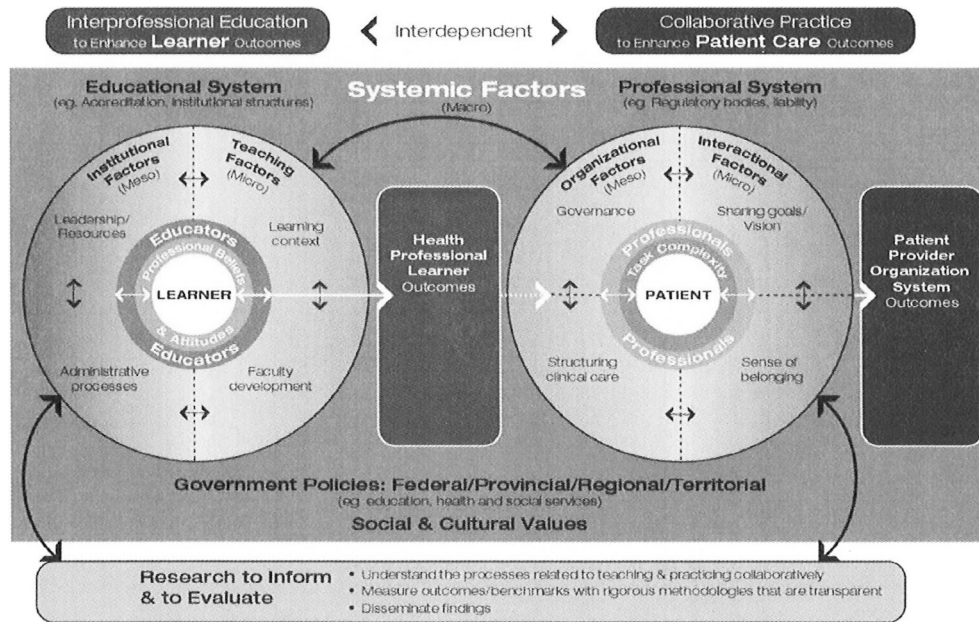 Interprofessional Education
to Enhance Learner Outcomes
Interdependent
Collaborative Practice
to Enhance Patient Care Outcomes
Educational System
(eg. Accreditation, institutional structures)
Systemic Factors
(Macro)
Professional System
(eg. Regulatory bodies, liability)
Institutional
Factors
(Meso)
Teaching
Factors
(Micro)
Leadership/
Resources
Learning
context
Educators
Professional Beliefs
LEARNER
& Attitudes
Educators
Administrative
processes
Faculty
development
Health
Professional
Learner
Outcomes
Organizational
Factors
(Meso)
Interactional
Factors
(Micro)
Governance
Sharing goals/
Vision
Professionals
Task Complexity
PATIENT
Professionals
Structuring
clinical care
Sense of
belonging
Patient
Provider
Organization
System
Outcomes
Government Policies: Federal/Provincial/Regional/Territorial
(eg. education, health and social services)
Social & Cultural Values
Research to Inform
& to Evaluate
• Understand the processes related to teaching & practicing collaboratively
• Measure outcomes/benchmarks with rigorous methodologies that are transparent
• Disseminate findings